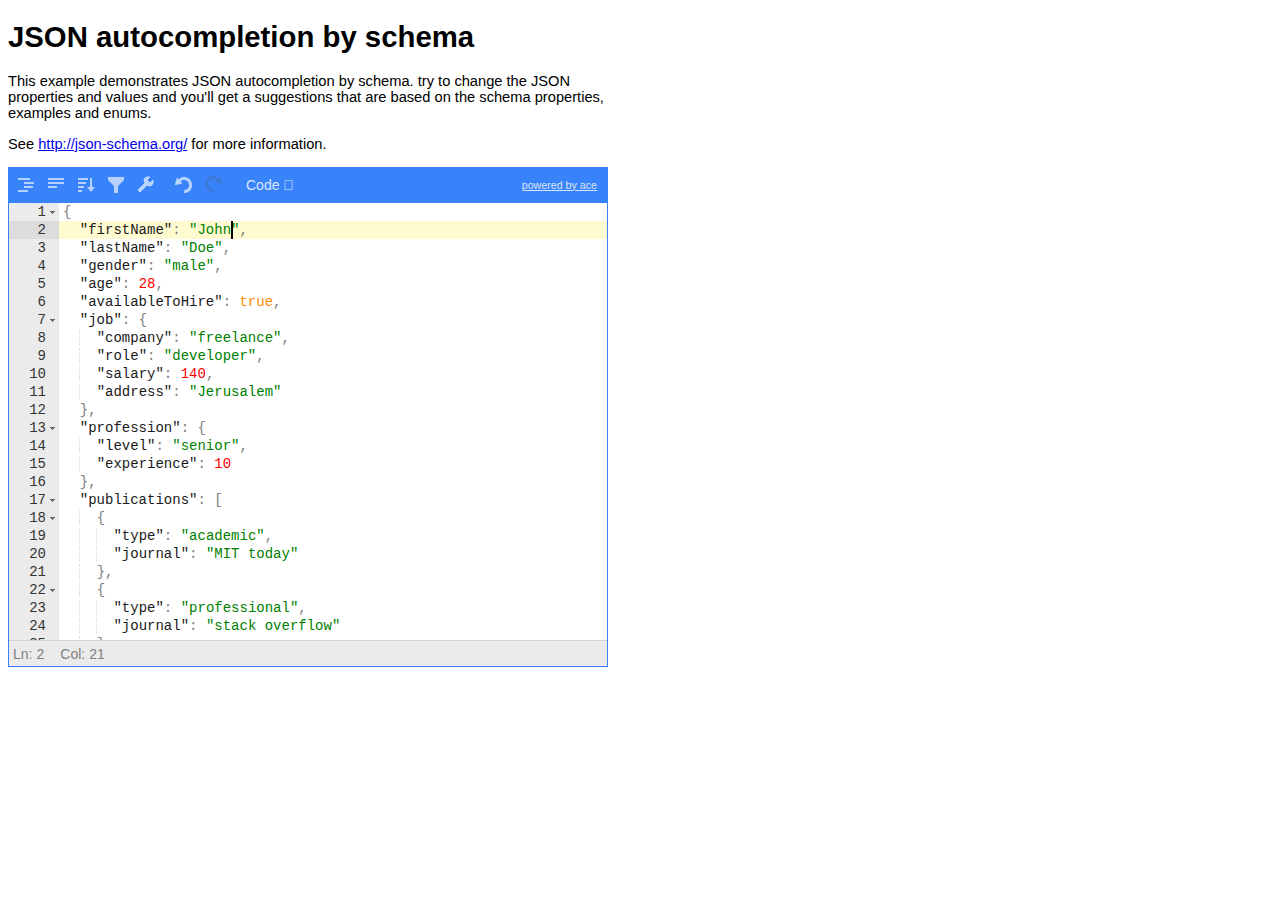 JSON autocompletion by schema
This example demonstrates JSON autocompletion by schema. try to change the JSON
properties and values and you'll get a suggestions that are based on the schema properties,
examples and enums.
See http://json-schema.org/ for more information.
Code powered by ace
1 {
2 "firstName": "John",
3 "lastName": "Doe",
4 "gender": "male",
5 "age": 28,
6 "availableToHire": true,
7 "job": {
8 "company": "freelance",
9 "role": "developer",
10 "salary": 140,
11 "address": "Jerusalem"
12 },
13 "profession": {
14 "level": "senior",
15 "experience": 10
16 },
17 "publications": [
18 {
19 "type": "academic",
20 "journal": "MIT today"
21 },
22 {
23 "type": "professional",
24 "journal": "stack overflow"
Ln: 2 Col: 21